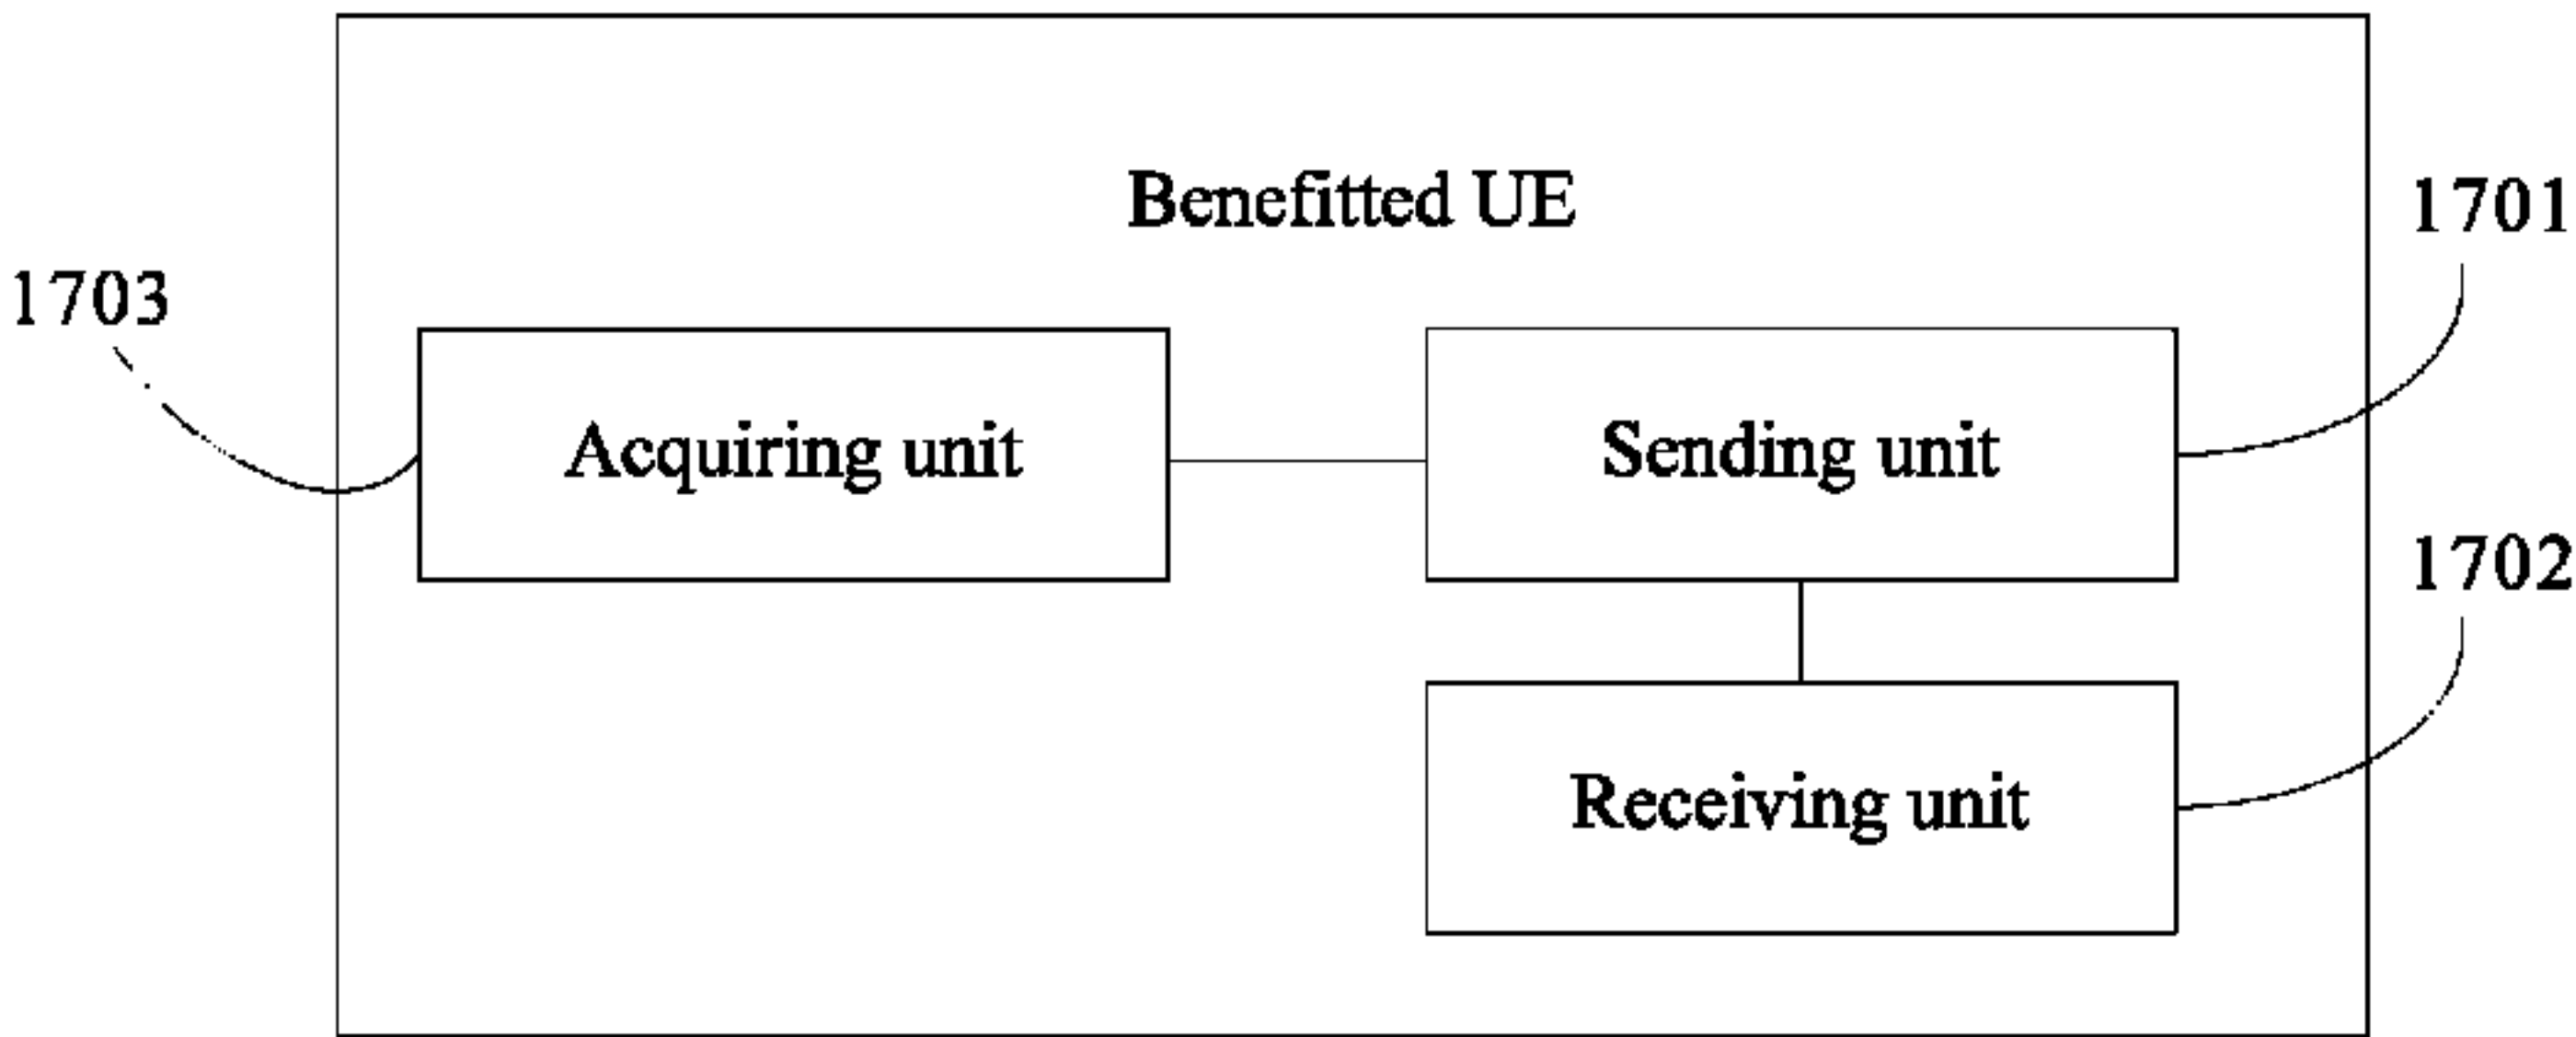 Benefitted UE
1701
1703
Acquiring unit
Sending unit
1702
Receiving unit